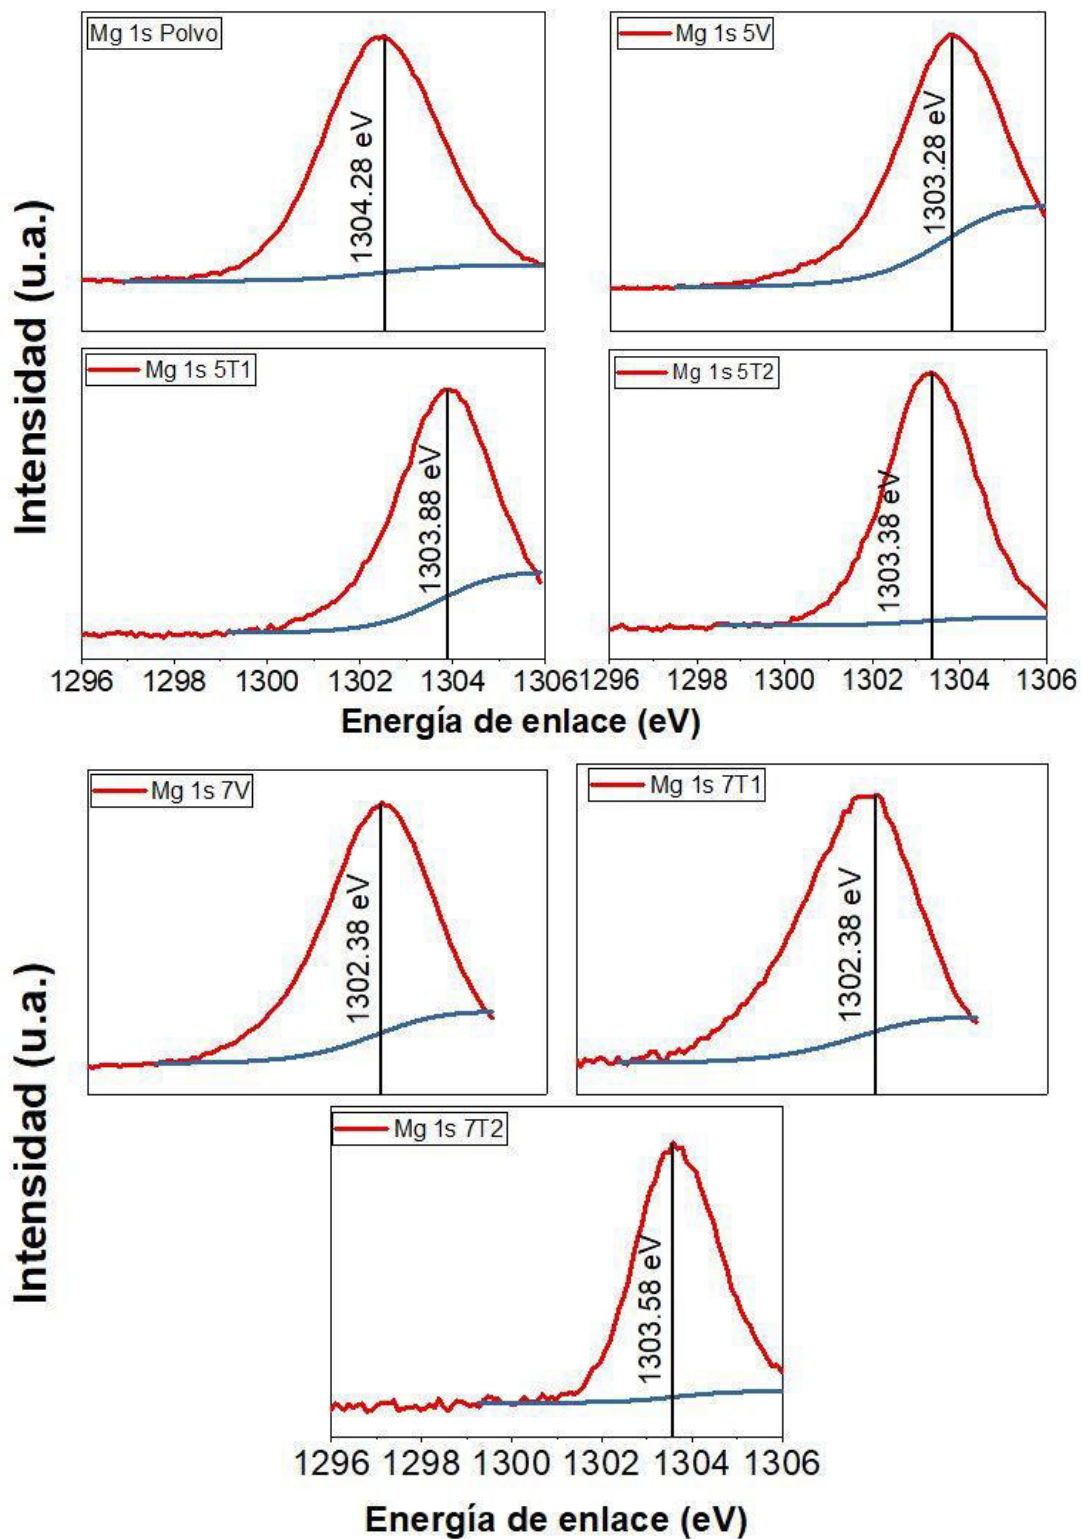 Mg 1s Polvo
1304.28 eV
Mg 1s 5V
1303.28 eV
Intensidad (u.a.)
Mg 1s 5T1
1303.88 eV
Mg 1s 5T2
1303.38 eV
1296 1298 1300 1302 1304 1306
1296 1298 1300 1302 1304 1306
Energía de enlace (eV)
Mg 1s 7V
1302.38 eV
Mg 1s 7T1
1302.38 eV
Intensidad (u.a.)
Mg 1s 7T2
1303.58 eV
1296 1298 1300 1302 1304 1306
Energía de enlace (eV)